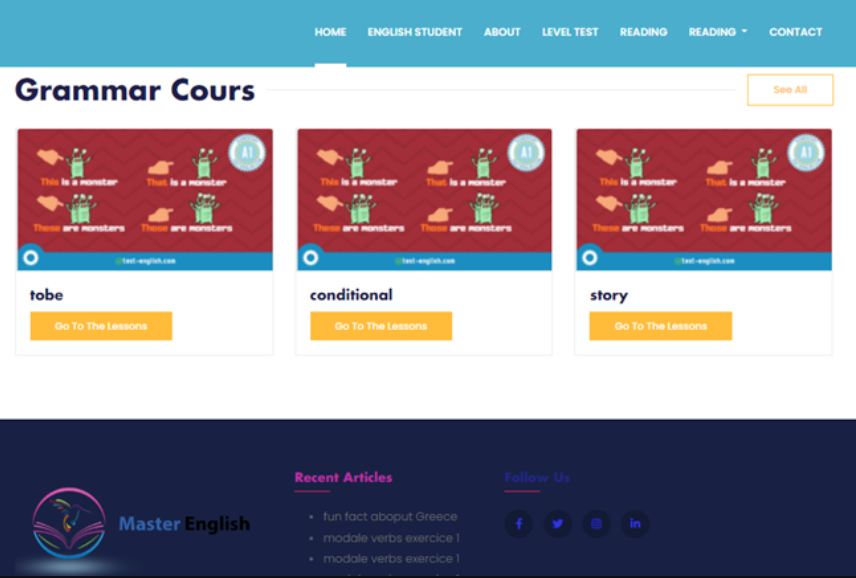 HOME ENGLISH STUDENT ABOUT LEVEL TEST READING READING CONTACT
Grammar Cours
See All
A1
This is a monster That is a monster
These are monsters Those are monsters
test-english.com
tobe
Go To The Lessons
A1
This is a monster That is a monster
These are monsters Those are monsters
test-english.com
conditional
Go To The Lessons
A1
This is a monster That is a monster
These are monsters Those are monsters
test-english.com
story
Go To The Lessons
Master English
Recent Articles
fun fact aboput Greece
modale verbs exercice 1
modale verbs exercice 1
Follow Us